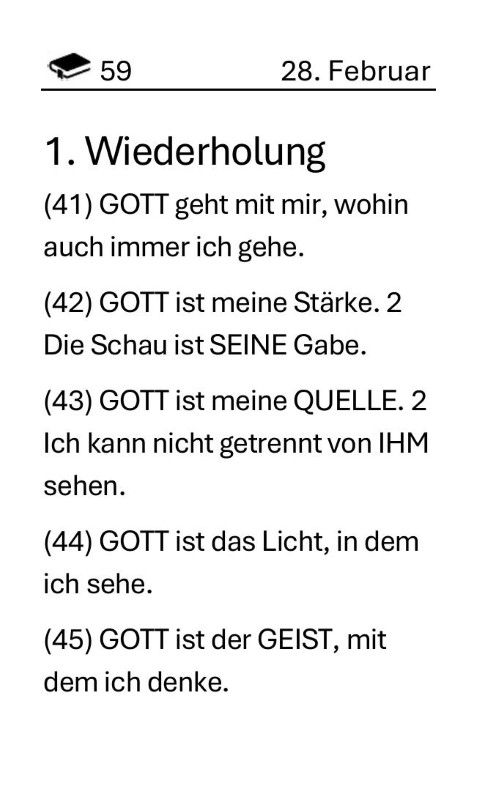 59 28. Februar
1. Wiederholung
(41) GOTT geht mit mir, wohin
auch immer ich gehe.
(42) GOTT ist meine Stärke. 2
Die Schau ist SEINE Gabe.
(43) GOTT ist meine QUELLE. 2
Ich kann nicht getrennt von IHM
sehen.
(44) GOTT ist das Licht, in dem
ich sehe.
(45) GOTT ist der GEIST, mit
dem ich denke.